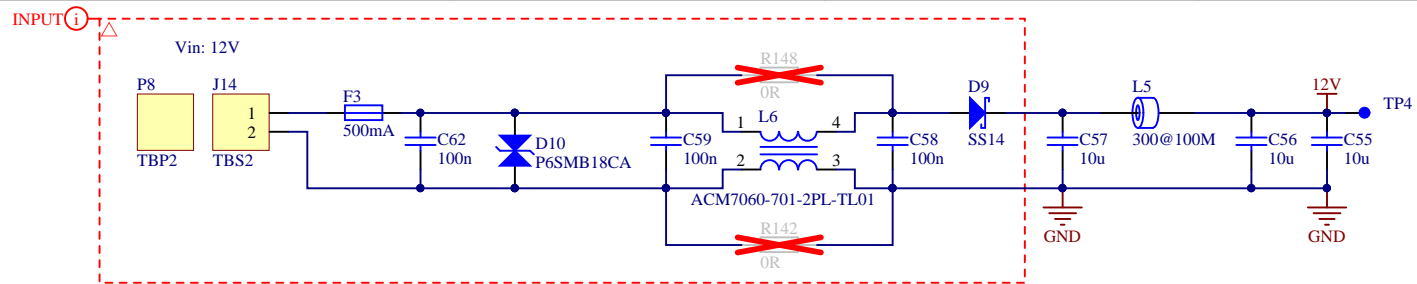 INPUT i
Vin: 12V
P8
TBP2
J14
1
2
TBS2
F3
500mA
C62
100n
D10
P6SMB18CA
C59
100n
R148
0R
L6
1
4
2
3
ACM7060-701-2PL-TL01
R142
0R
C58
100n
D9
SS14
C57
10u
GND
L5
300@100M
C56
10u
12V
C55
10u
GND
TP4